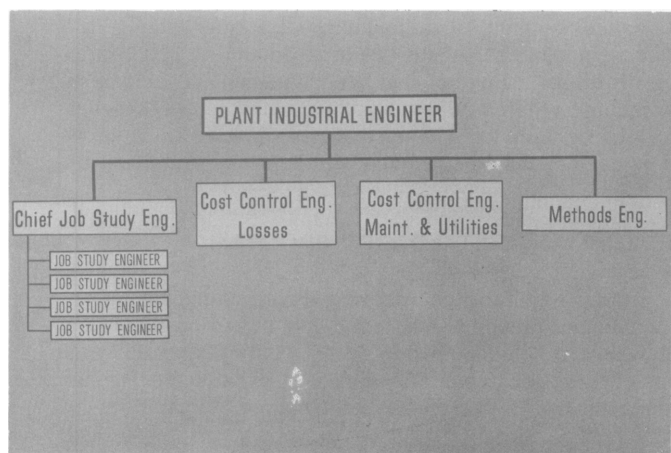 PLANT INDUSTRIAL ENGINEER
Chief Job Study Eng.
Cost Control Eng.
Losses
Cost Control Eng.
Maint. & Utilities
Methods Eng.
JOB STUDY ENGINEER
JOB STUDY ENGINEER
JOB STUDY ENGINEER
JOB STUDY ENGINEER